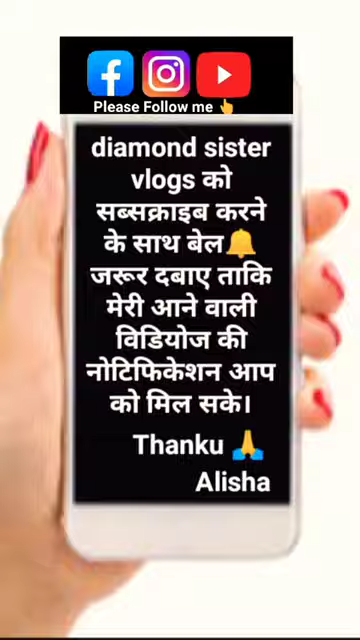 Please Follow me 👆
diamond sister
vlogs को
सब्सक्राइब करने
के साथ बेल🔔
जरूर दबाए ताकि
मेरी आने वाली
विडियोज की
नोटिफिकेशन आप
को मिल सके।
Thanku 🙏
Alisha